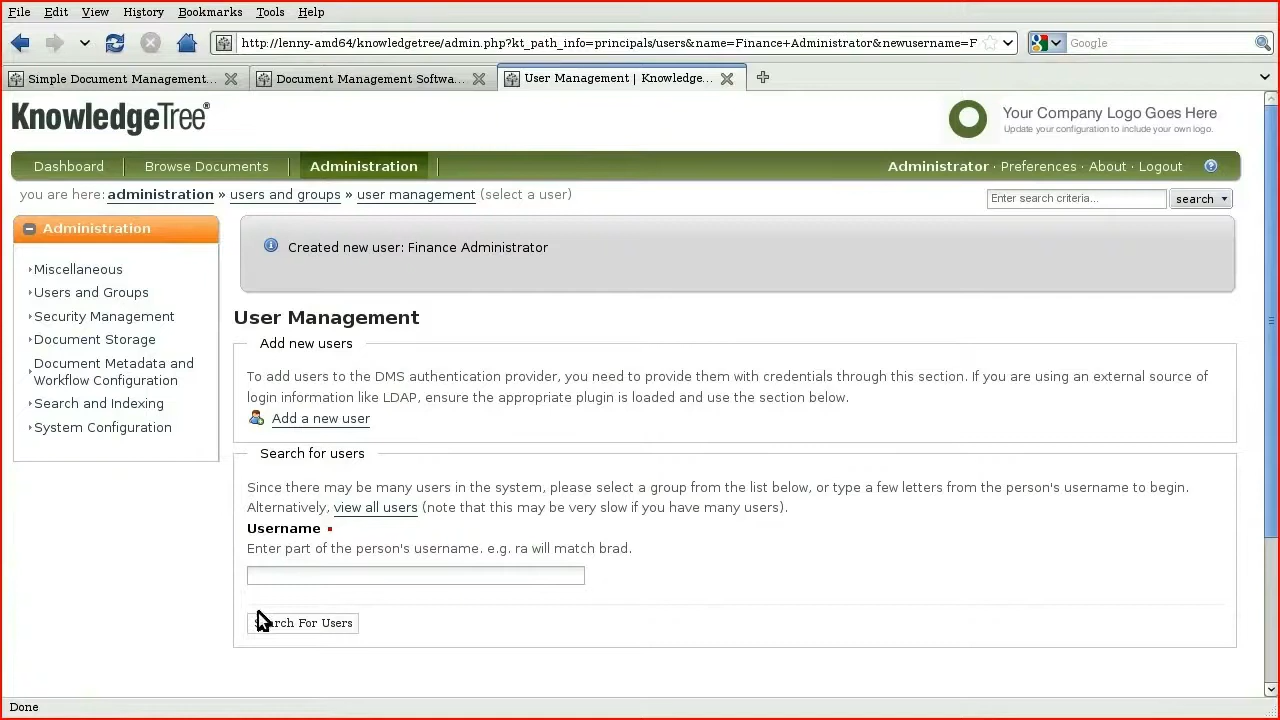 File Edit View History Bookmarks Tools Help
http://lenny-amd64/knowledgetree/admin.php?kt_path_info=principals/users&name=Finance+Administrator&newusername=F
Google
Simple Document Management...
Document Management Softwa...
User Management | Knowledge...
KnowledgeTree®
Your Company Logo Goes Here
Update your configuration to include your own logo.
Dashboard Browse Documents Administration Administrator · Preferences · About · Logout
you are here: administration » users and groups » user management (select a user)
Enter search criteria... search
Administration
Miscellaneous
Users and Groups
Security Management
Document Storage
Document Metadata and
Workflow Configuration
Search and Indexing
System Configuration
Created new user: Finance Administrator
User Management
Add new users
To add users to the DMS authentication provider, you need to provide them with credentials through this section. If you are using an external source of
login information like LDAP, ensure the appropriate plugin is loaded and use the section below.
Add a new user
Search for users
Since there may be many users in the system, please select a group from the list below, or type a few letters from the person's username to begin.
Alternatively, view all users (note that this may be very slow if you have many users).
Username
Enter part of the person's username. e.g. ra will match brad.
Search For Users
Done